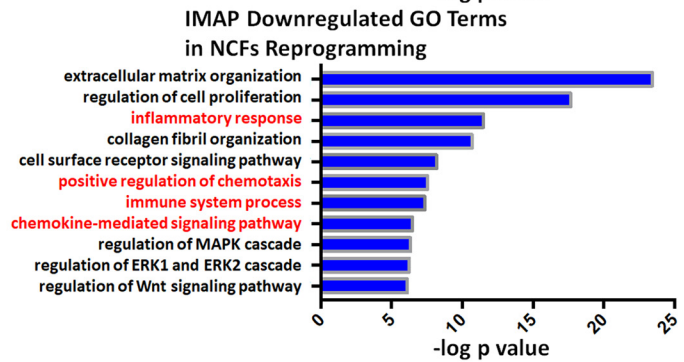 IMAP Downregulated GO Terms
in NCFs Reprogramming
extracellular matrix organization
regulation of cell proliferation
inflammatory response
collagen fibril organization
cell surface receptor signaling pathway
positive regulation of chemotaxis
immune system process
chemokine-mediated signaling pathway
regulation of MAPK cascade
regulation of ERK1 and ERK2 cascade
regulation of Wnt signaling pathway
0 5 10 15 20 25
-log p value